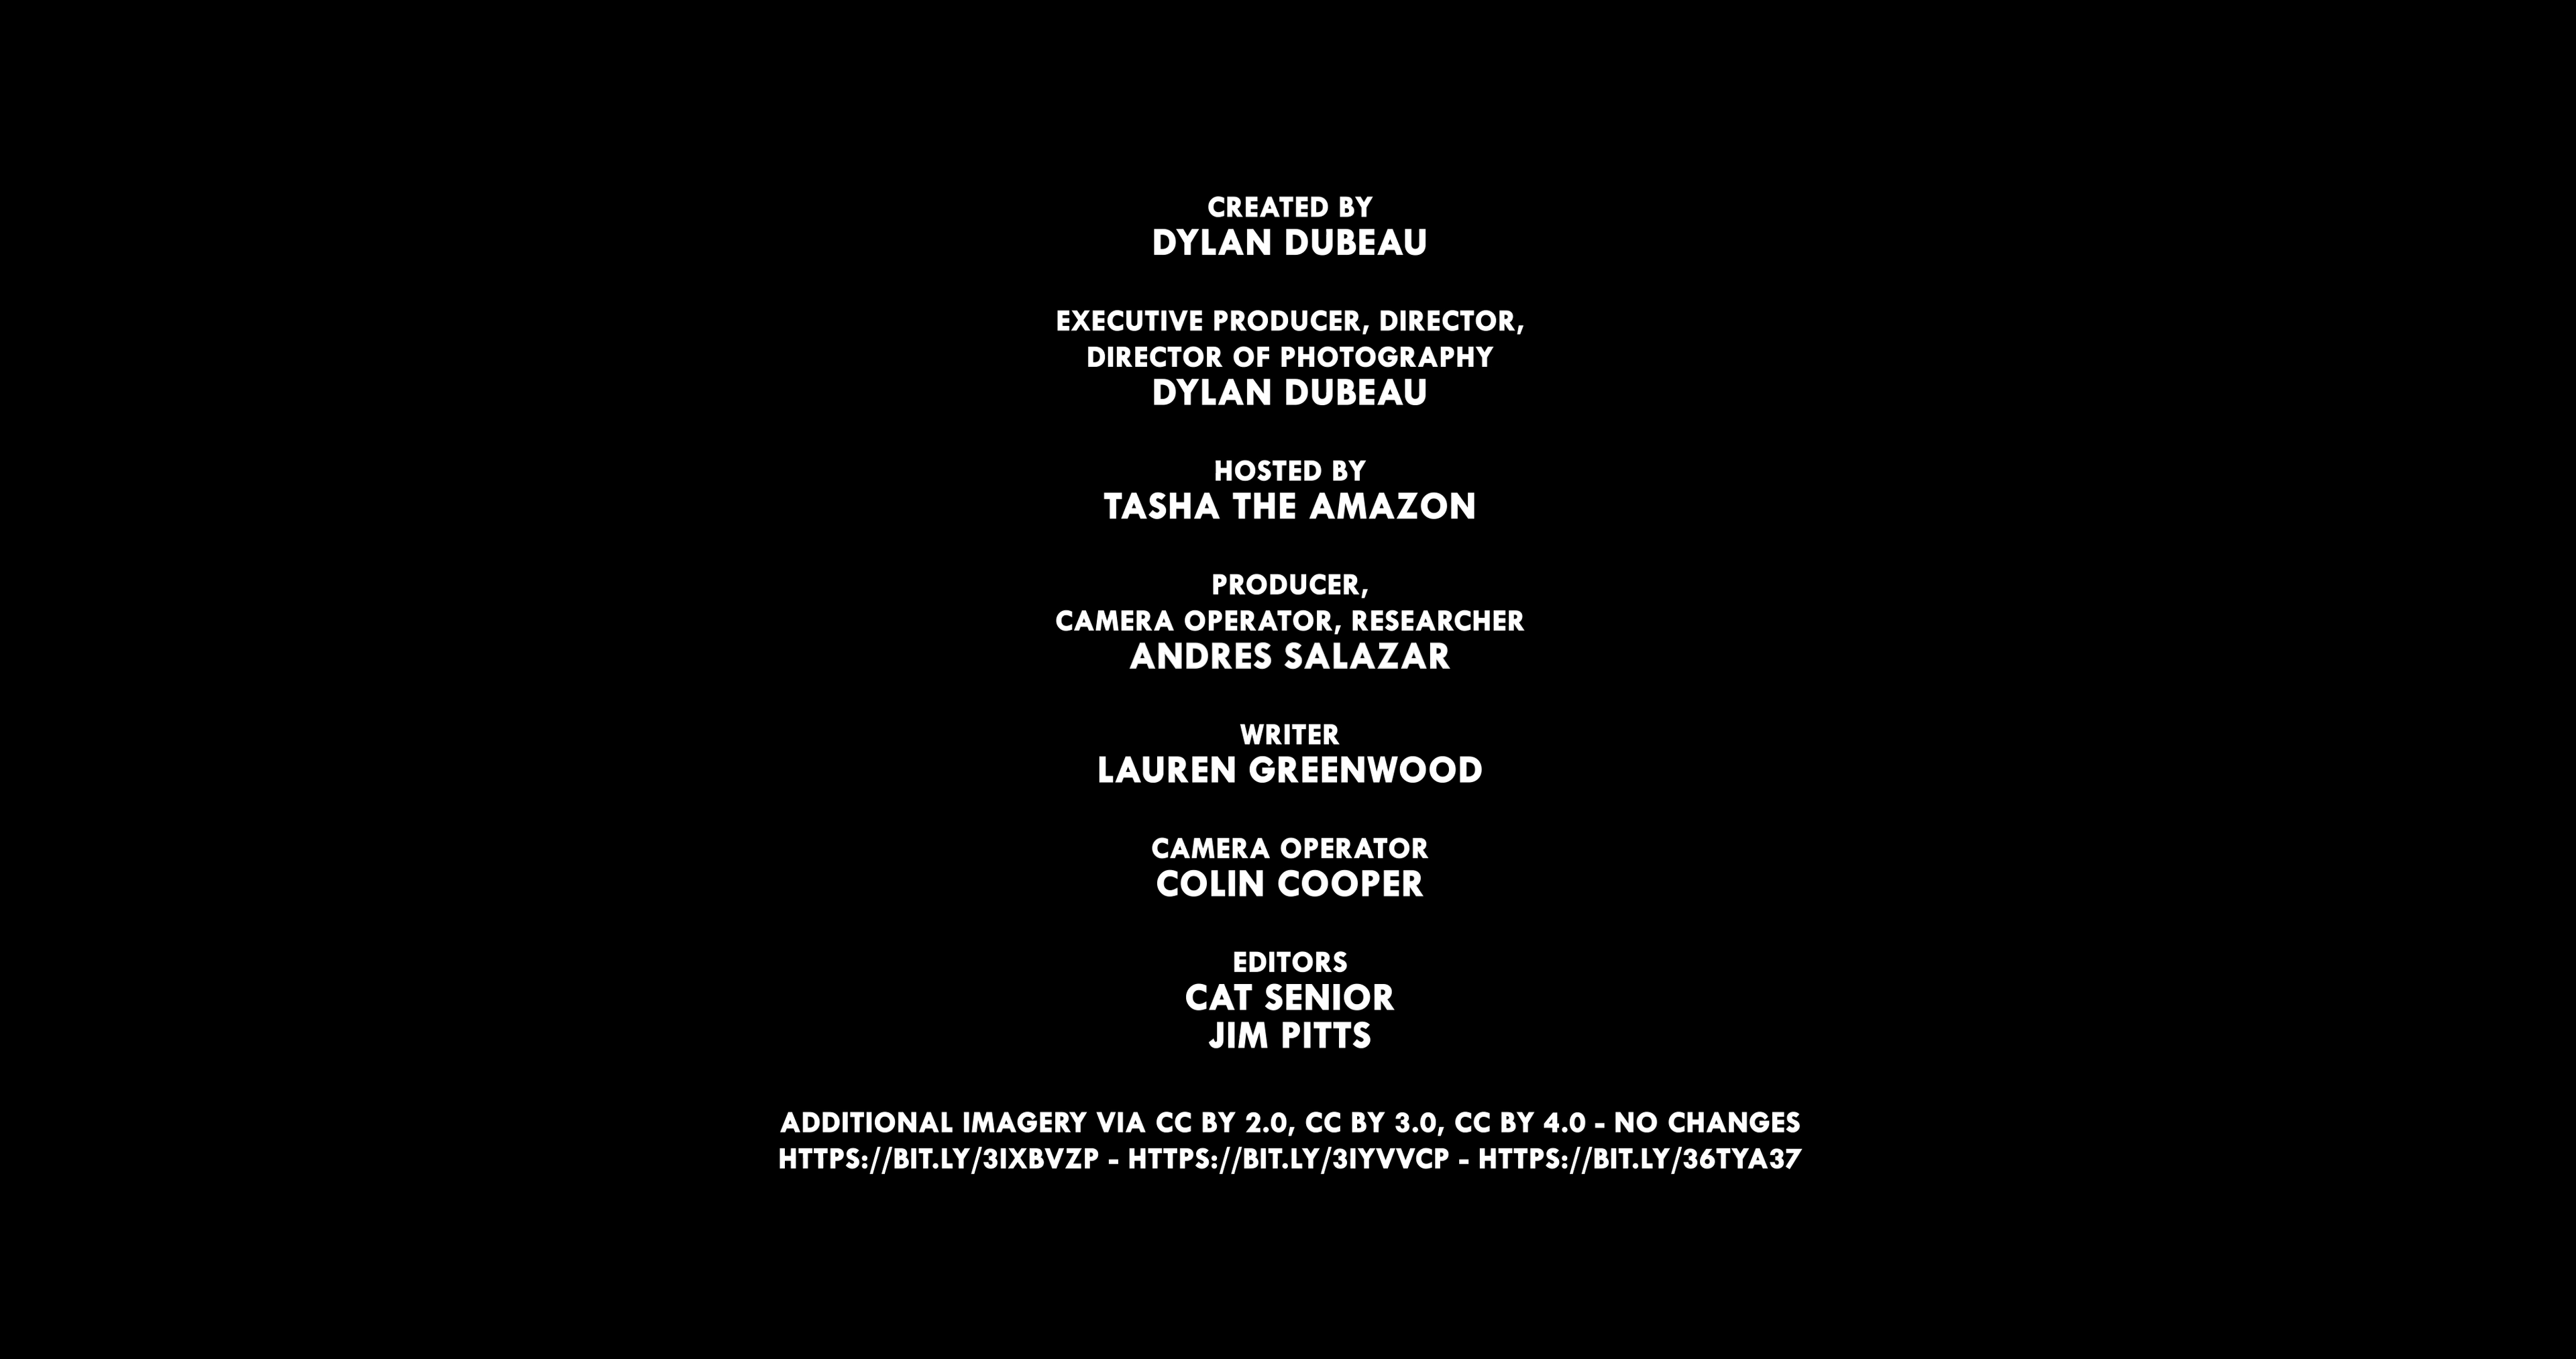 CREATED BY
DYLAN DUBEAU
EXECUTIVE PRODUCER, DIRECTOR,
DIRECTOR OF PHOTOGRAPHY
DYLAN DUBEAU
HOSTED BY
TASHA THE AMAZON
PRODUCER,
CAMERA OPERATOR, RESEARCHER
ANDRES SALAZAR
WRITER
LAUREN GREENWOOD
CAMERA OPERATOR
COLIN COOPER
EDITORS
CAT SENIOR
JIM PITTS
ADDITIONAL IMAGERY VIA CC BY 2.0, CC BY 3.0, CC BY 4.0 - NO CHANGES
HTTPS://BIT.LY/3IXBVZP - HTTPS://BIT.LY/3IYVVCP - HTTPS://BIT.LY/36TYA37